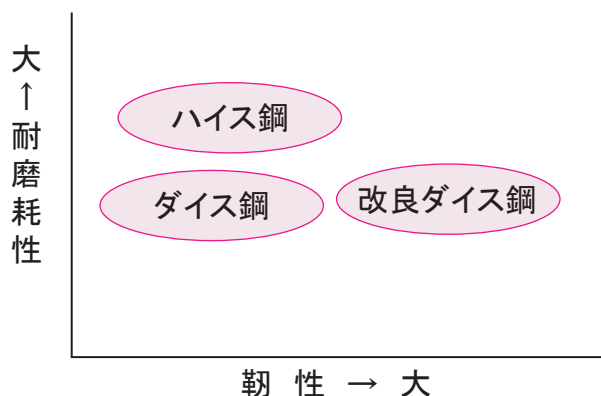 大↑耐磨耗性
ハイス鋼
ダイス鋼
改良ダイス鋼
靭 性 → 大